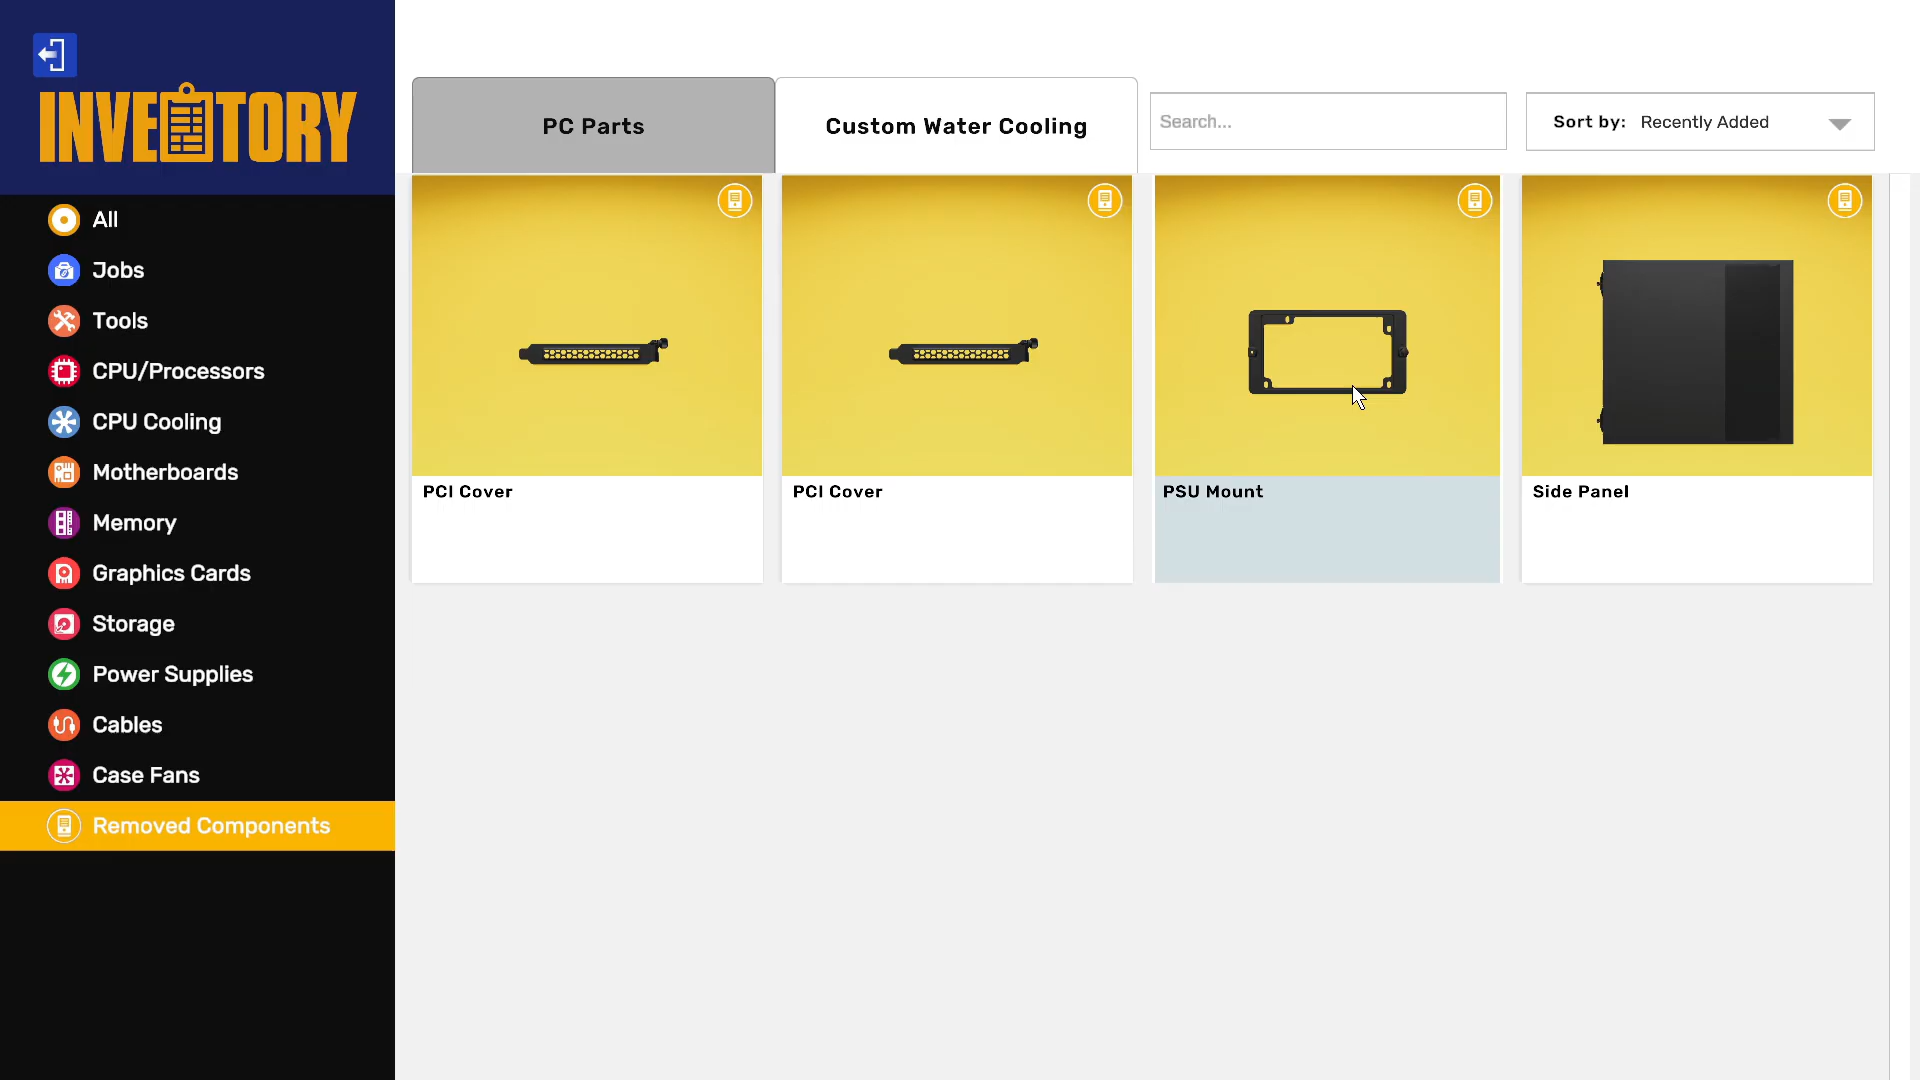 INVENTORY
All
Jobs
Tools
CPU/Processors
CPU Cooling
Motherboards
Memory
Graphics Cards
Storage
Power Supplies
Cables
Case Fans
Removed Components
PC Parts
Custom Water Cooling
Search...
Sort by: Recently Added
PCI Cover
PCI Cover
PSU Mount
Side Panel